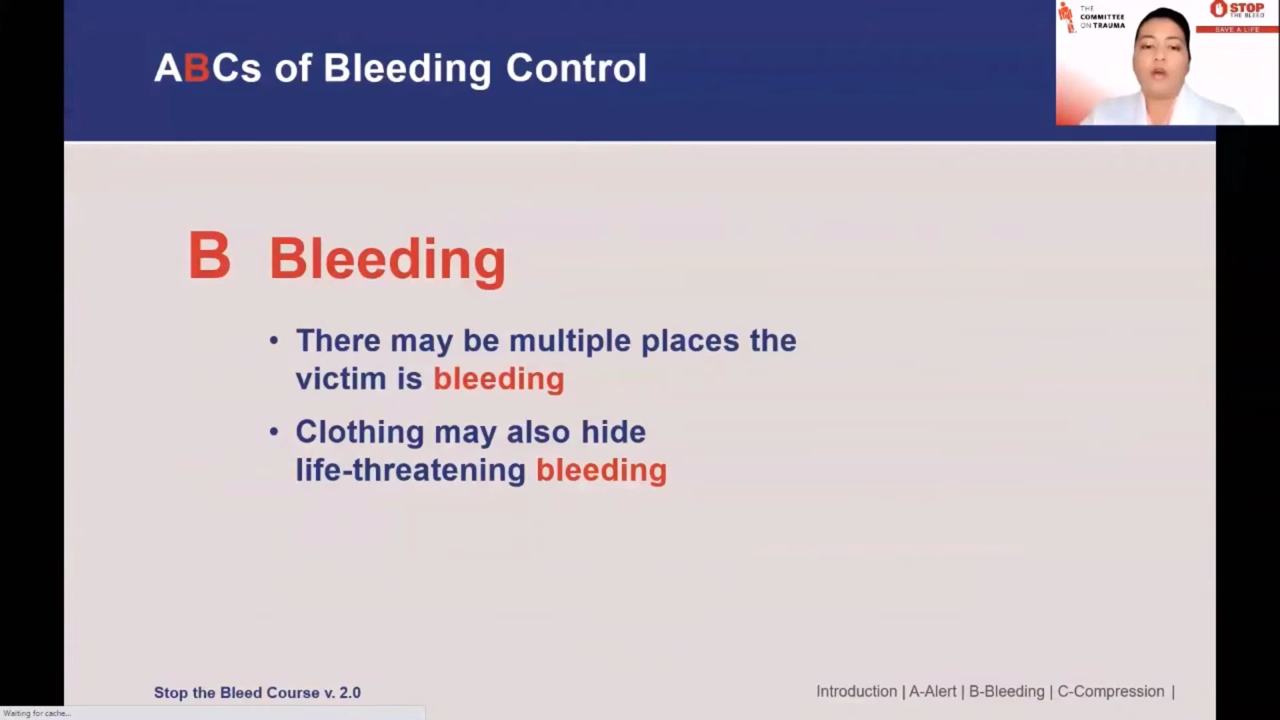 ABCs of Bleeding Control
THE
COMMITTEE
ON TRAUMA
STOP
THE BLEED
SAVE A LIFE
B Bleeding
• There may be multiple places the
victim is bleeding
• Clothing may also hide
life-threatening bleeding
Stop the Bleed Course v. 2.0
Introduction | A-Alert | B-Bleeding | C-Compression |
Waiting for cache...